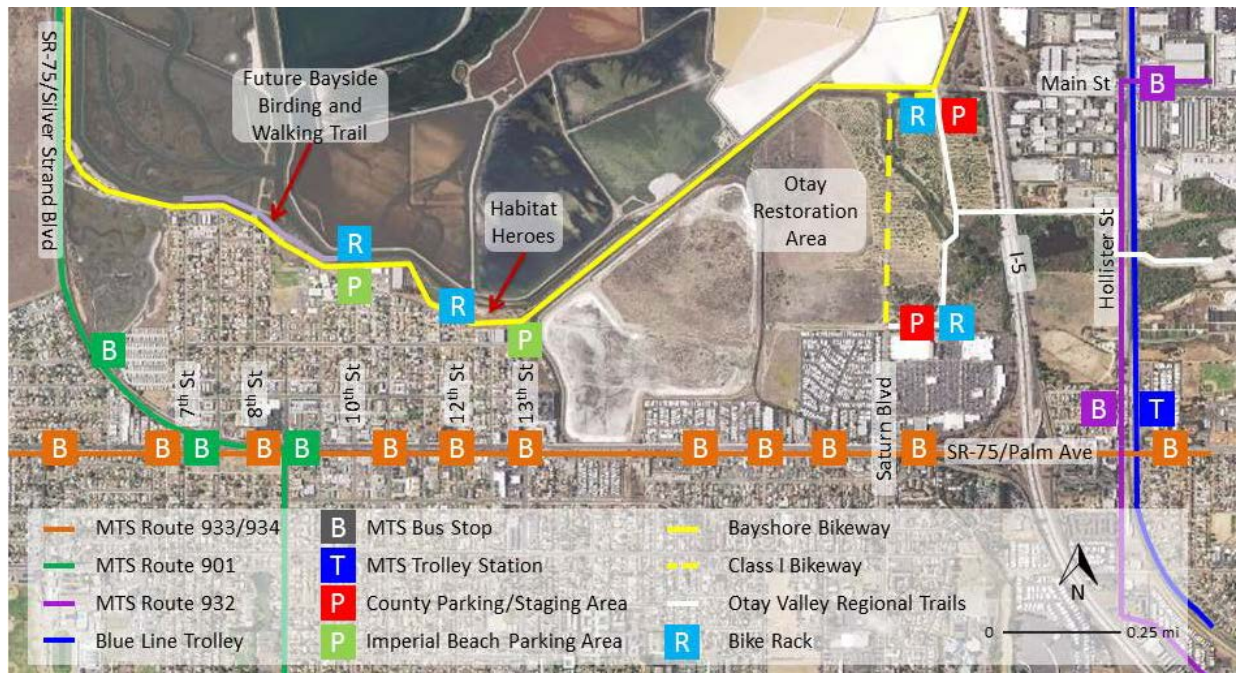 SR-75/Silver Strand Blvd
Future Bayside
Birding and
Walking Trail
Main St
B
R
P
Habitat
Heroes
Otay
Restoration
Area
R
P
R
P
I-5
Hollister St
P
R
B
7th St
8th St
10th St
12th St
13th St
Saturn Blvd
B
T
B
B
B
B
B
B
B
B
B
B
B
B
SR-75/Palm Ave
B
MTS Route 933/934
MTS Route 901
MTS Route 932
Blue Line Trolley
B MTS Bus Stop
T MTS Trolley Station
P County Parking/Staging Area
P Imperial Beach Parking Area
Bayshore Bikeway
Class I Bikeway
Otay Valley Regional Trails
R Bike Rack
N
0 0.25 mi